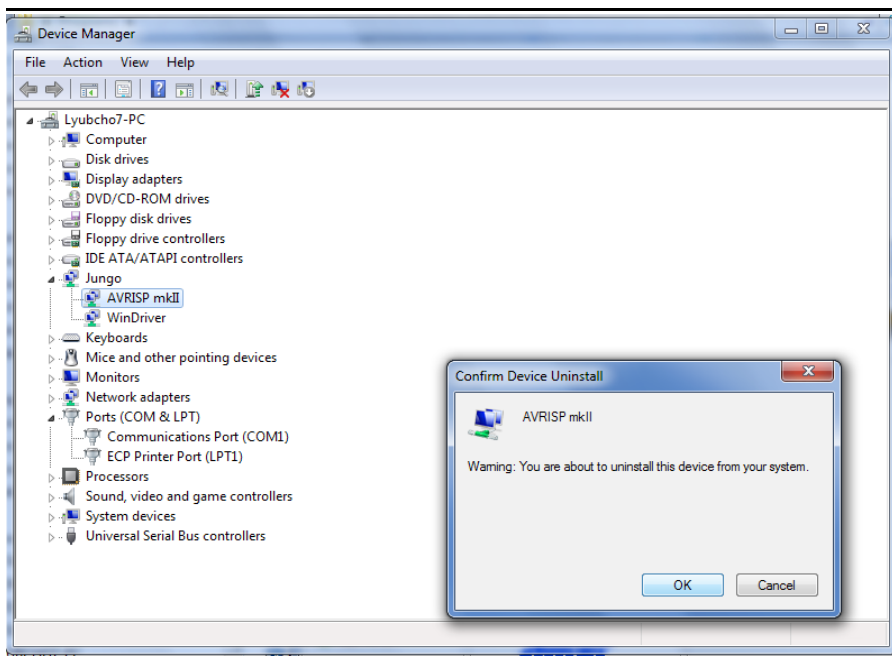 Device Manager
File Action View Help
Lyubcho7-PC
Computer
Disk drives
Display adapters
DVD/CD-ROM drives
Floppy disk drives
Floppy drive controllers
IDE ATA/ATAPI controllers
Jungo
AVRISP mkII
WinDriver
Keyboards
Mice and other pointing devices
Monitors
Network adapters
Ports (COM & LPT)
Communications Port (COM1)
ECP Printer Port (LPT1)
Processors
Sound, video and game controllers
System devices
Universal Serial Bus controllers
Confirm Device Uninstall
AVRISP mkII
Warning: You are about to uninstall this device from your system.
OK Cancel